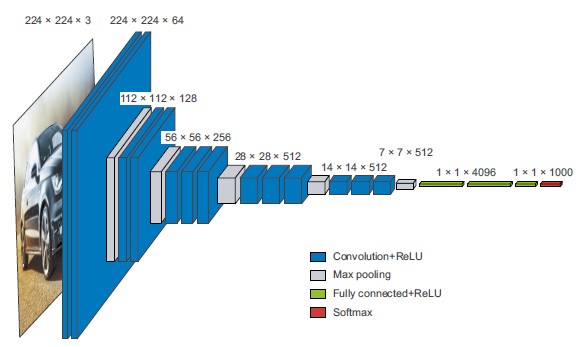 224 × 224 × 3
224 × 224 × 64
112 × 112 × 128
56 × 56 × 256
28 × 28 × 512
14 × 14 × 512
7 × 7 × 512
1 × 1 × 4096
1 × 1 × 1000
Convolution+ReLU
Max pooling
Fully connected+ReLU
Softmax